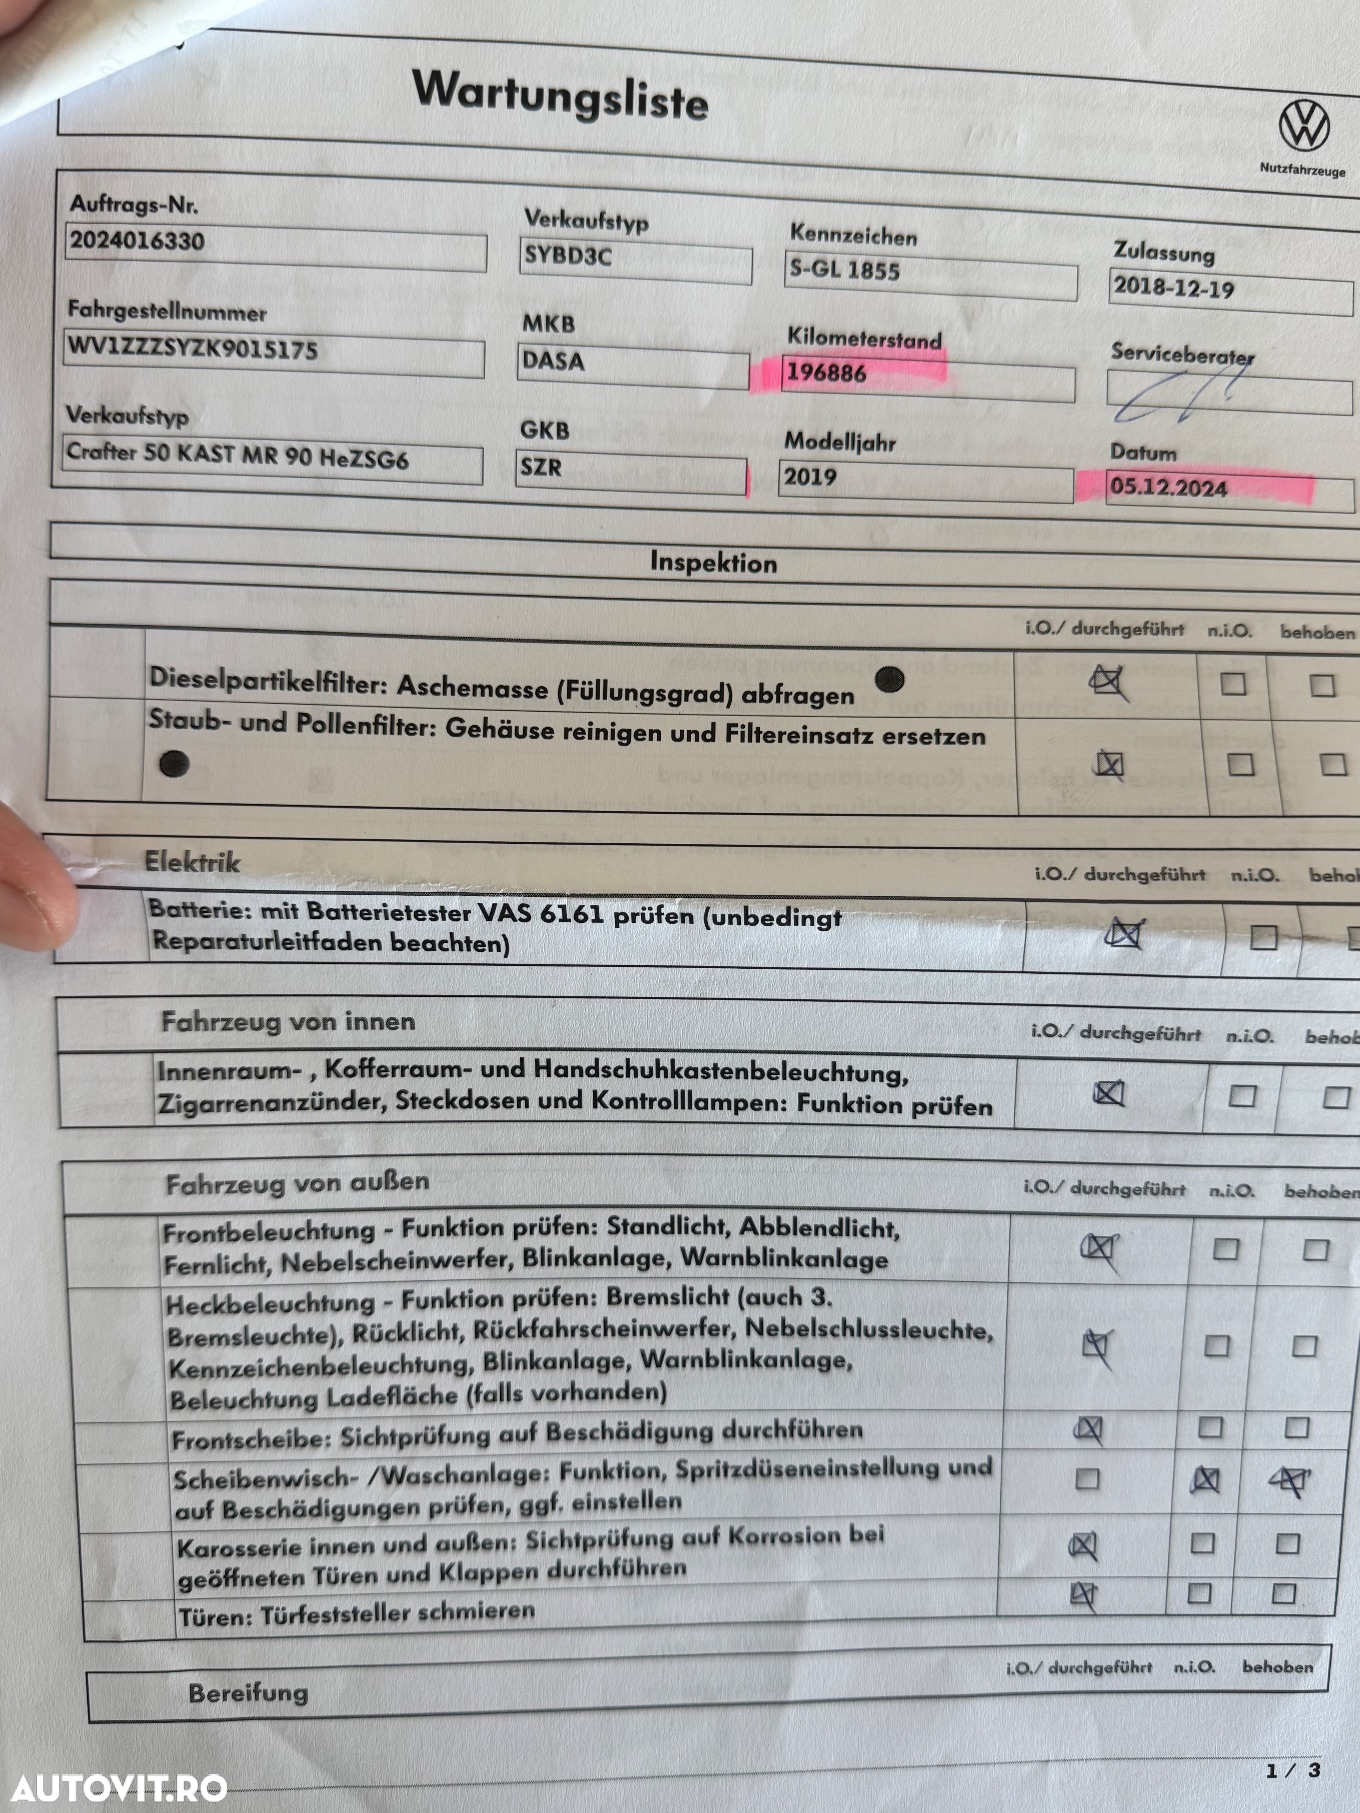 Wartungsliste
Nutzfahrzeuge
Auftrags-Nr.
2024016330
Verkaufstyp
SYBD3C
Kennzeichen
S-GL 1855
Zulassung
2018-12-19
Fahrgestellnummer
WV1ZZZSYZK9015175
MKB
DASA
Kilometerstand
196886
Serviceberater
Verkaufstyp
Crafter 50 KAST MR 90 HeZSG6
GKB
SZR
Modelljahr
2019
Datum
05.12.2024
Inspektion
i.O./ durchgeführt n.i.O. behoben
Dieselpartikelfilter: Aschemasse (Füllungsgrad) abfragen
Staub- und Pollenfilter: Gehäuse reinigen und Filtereinsatz ersetzen
Elektrik i.O./ durchgeführt n.i.O. behob
Batterie: mit Batterietester VAS 6161 prüfen (unbedingt
Reparaturleitfaden beachten)
Fahrzeug von innen i.O./ durchgeführt n.i.O. behob
Innenraum- , Kofferraum- und Handschuhkastenbeleuchtung,
Zigarrenanzünder, Steckdosen und Kontrolllampen: Funktion prüfen
Fahrzeug von außen i.O./ durchgeführt n.i.O. behoben
Frontbeleuchtung - Funktion prüfen: Standlicht, Abblendlicht,
Fernlicht, Nebelscheinwerfer, Blinkanlage, Warnblinkanlage
Heckbeleuchtung - Funktion prüfen: Bremslicht (auch 3.
Bremsleuchte), Rücklicht, Rückfahrscheinwerfer, Nebelschlussleuchte,
Kennzeichenbeleuchtung, Blinkanlage, Warnblinkanlage,
Beleuchtung Ladefläche (falls vorhanden)
Frontscheibe: Sichtprüfung auf Beschädigung durchführen
Scheibenwisch- /Waschanlage: Funktion, Spritzdüseneinstellung und
auf Beschädigungen prüfen, ggf. einstellen
Karosserie innen und außen: Sichtprüfung auf Korrosion bei
geöffneten Türen und Klappen durchführen
Türen: Türfeststeller schmieren
Bereifung i.O./ durchgeführt n.i.O. behoben
1 / 3
AUTOVIT.RO